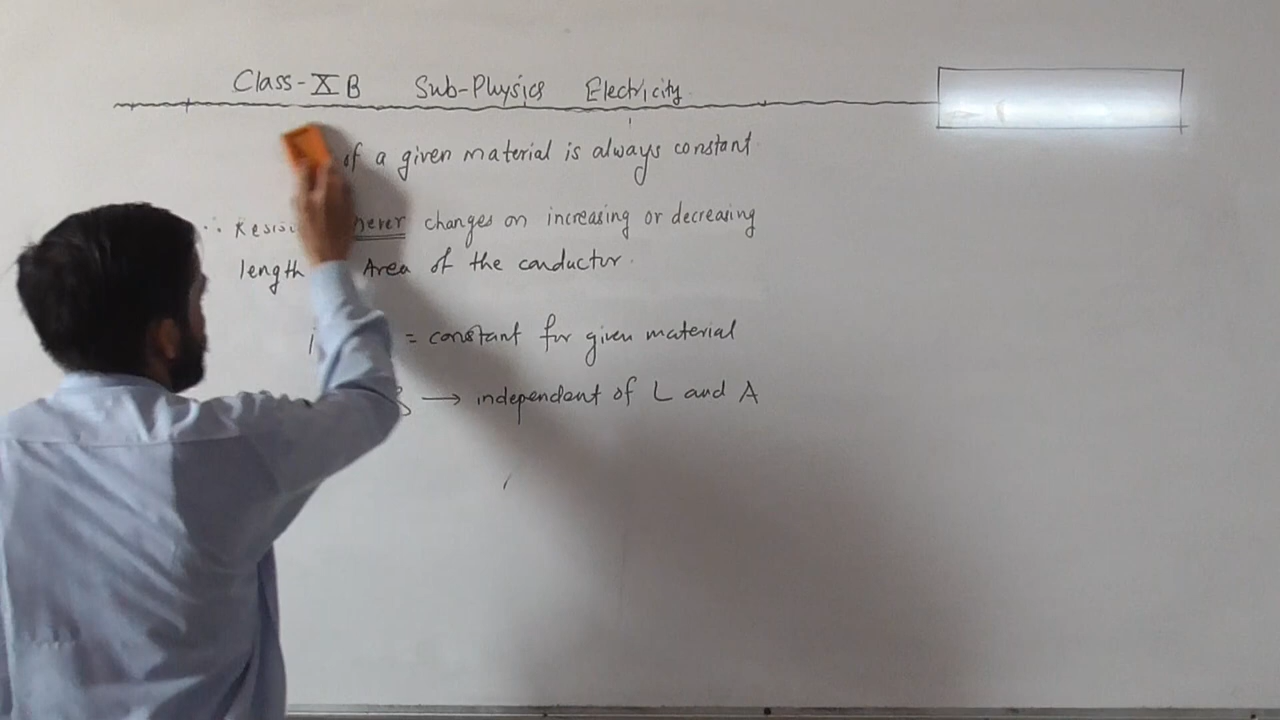 Class-X B Sub-Physics Electricity
of a given material is always constant
∴ never changes on increasing or decreasing
length Area of the conductor.
= constant for given material
→ independent of L and A